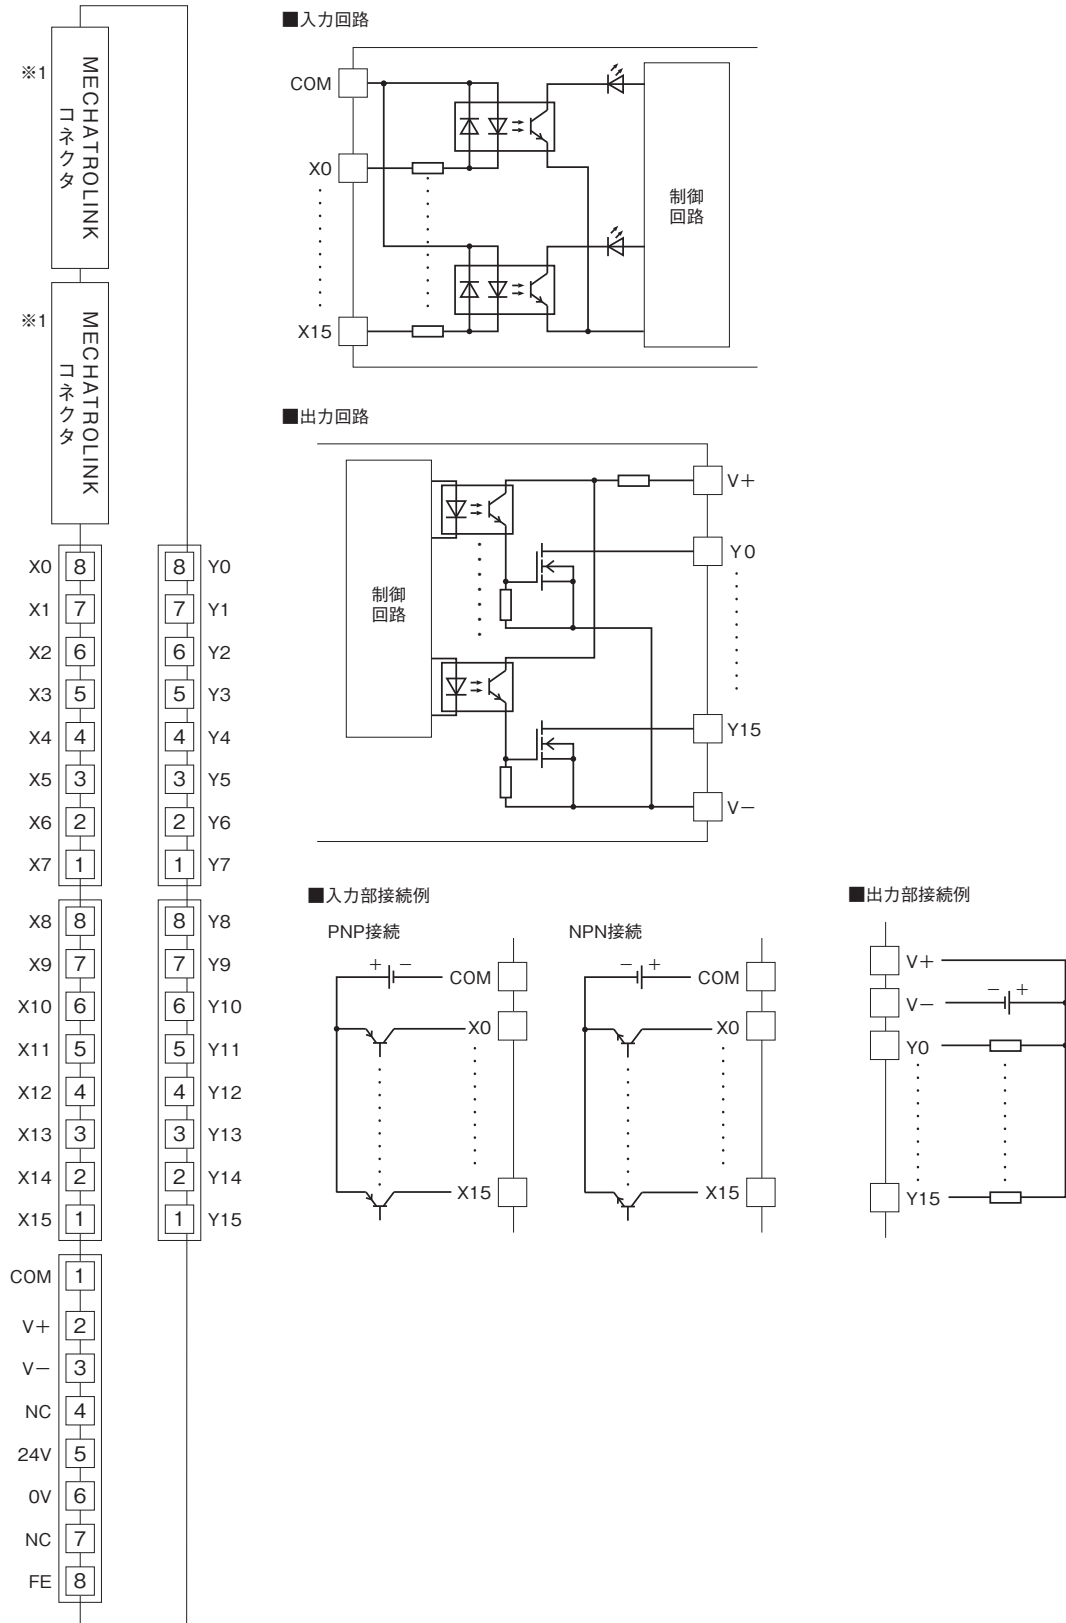 ※1
MECHATROLINK
コネクタ
※1
MECHATROLINK
コネクタ
X0 8
X1 7
X2 6
X3 5
X4 4
X5 3
X6 2
X7 1
X8 8
X9 7
X10 6
X11 5
X12 4
X13 3
X14 2
X15 1
COM 1
V+ 2
V− 3
NC 4
24V 5
0V 6
NC 7
FE 8
8 Y0
7 Y1
6 Y2
5 Y3
4 Y4
3 Y5
2 Y6
1 Y7
8 Y8
7 Y9
6 Y10
5 Y11
4 Y12
3 Y13
2 Y14
1 Y15
■入力回路
COM
X0
X15
制御
回路
■出力回路
制御
回路
V+
Y0
Y15
V−
■入力部接続例
PNP接続
+ −
COM
X0
X15
NPN接続
− +
COM
X0
X15
■出力部接続例
V+
V− − +
Y0
Y15